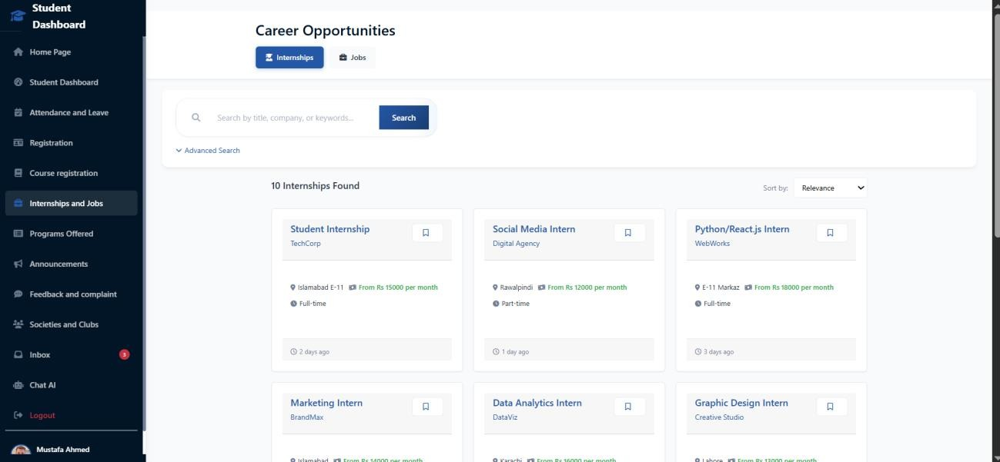 Student
Dashboard
Home Page
Student Dashboard
Attendance and Leave
Registration
Course registration
Internships and Jobs
Programs Offered
Announcements
Feedback and complaint
Societies and Clubs
Inbox 3
Chat AI
Logout
Mustafa Ahmed
Career Opportunities
Internships Jobs
Search by title, company, or keywords... Search
Advanced Search
10 Internships Found Sort by: Relevance
Student Internship
TechCorp
Islamabad E-11 From Rs 15000 per month
Full-time
2 days ago
Social Media Intern
Digital Agency
Rawalpindi From Rs 12000 per month
Part-time
1 day ago
Python/React.js Intern
WebWorks
E-11 Markaz From Rs 18000 per month
Full-time
3 days ago
Marketing Intern
BrandMax
Islamabad From Rs 14000 per month
Data Analytics Intern
DataViz
Karachi From Rs 16000 per month
Graphic Design Intern
Creative Studio
Lahore From Rs 13000 per month